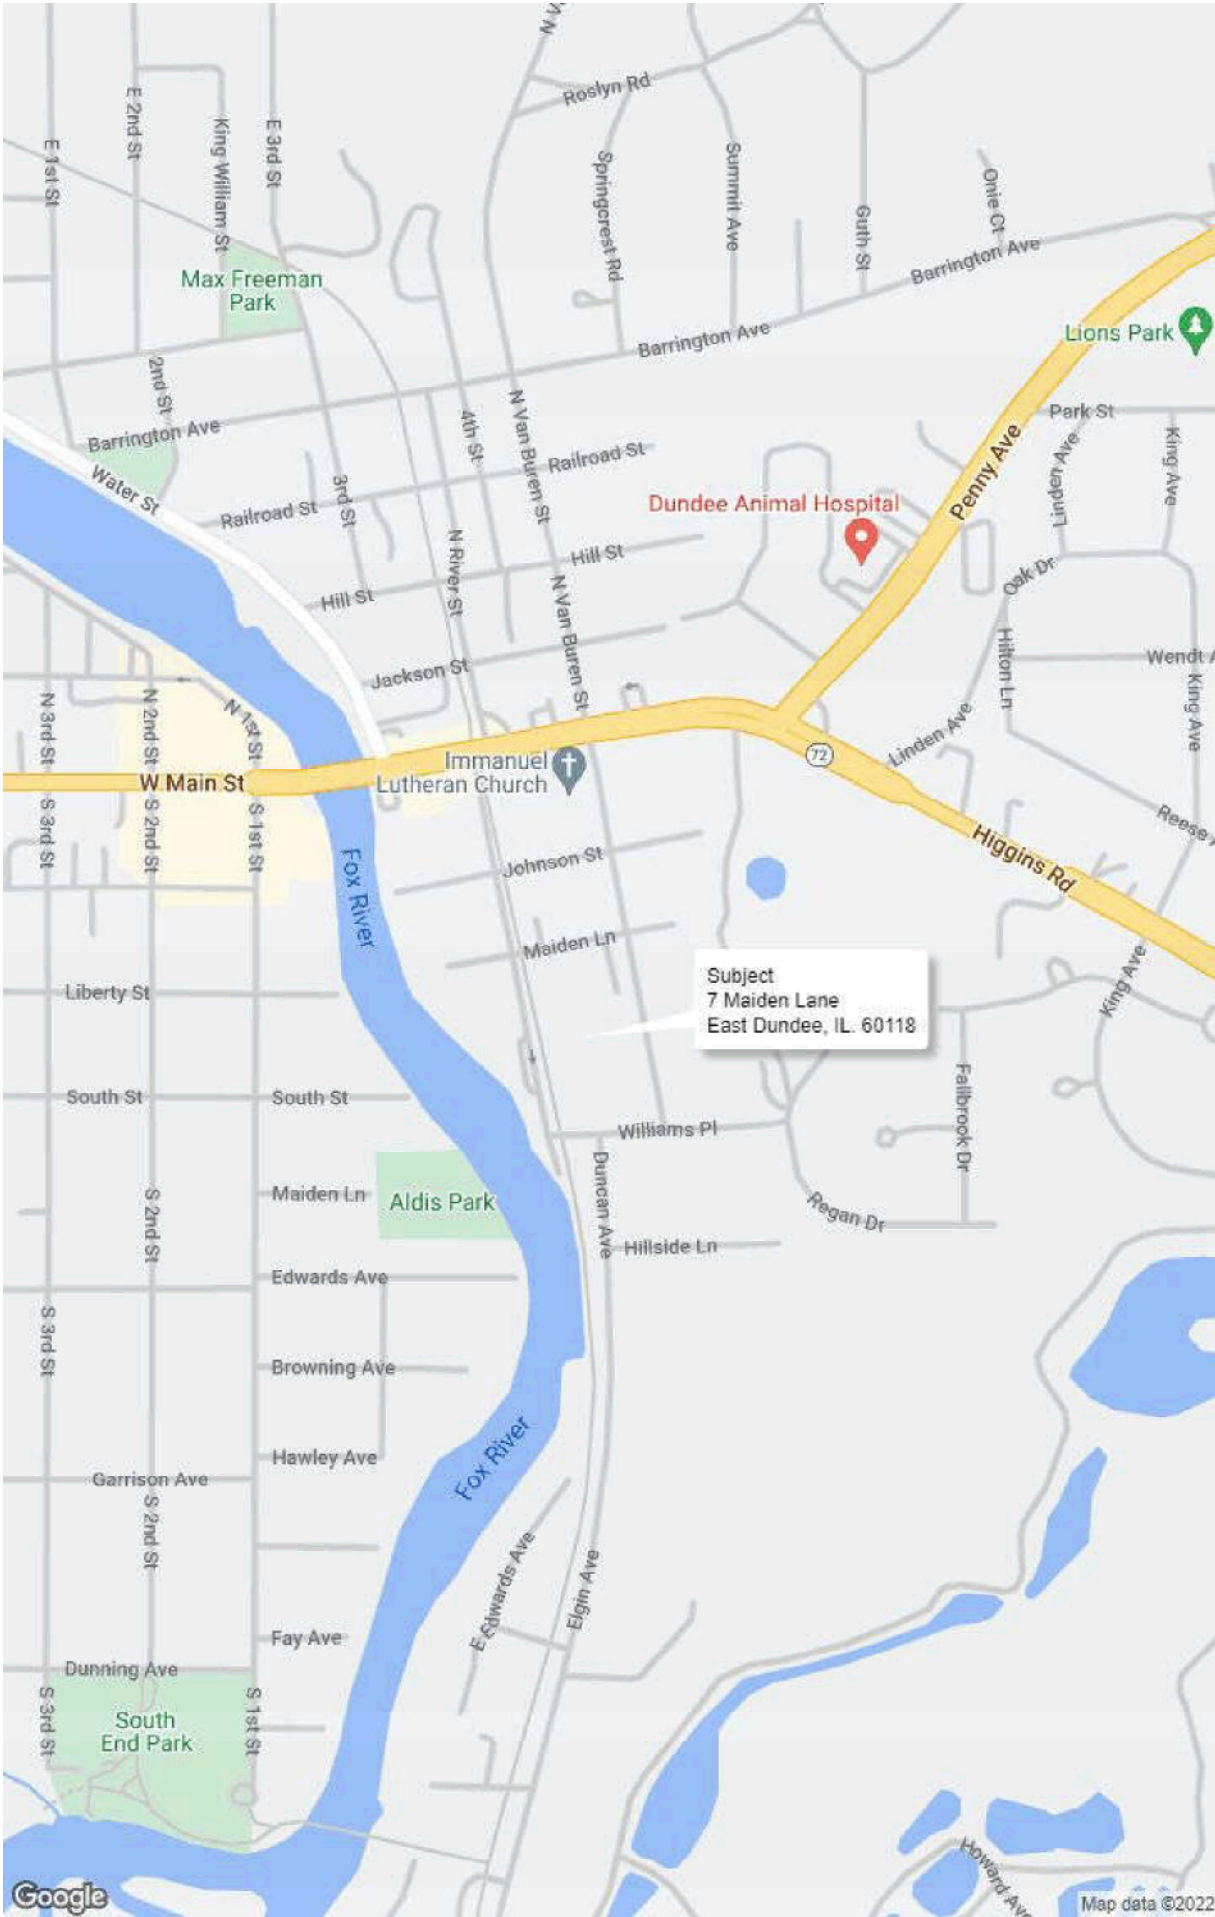 N V
Roslyn Rd
E 1st St
E 2nd St
King William St
E 3rd St
Springcrest Rd
Summit Ave
Guth St
Onie Ct
Barrington Ave
Max Freeman
Park
Barrington Ave
Lions Park
2nd St
Barrington Ave
4th St
N Van Buren St
Park St
Penny Ave
Linden Ave
King Ave
Water St
Railroad St
3rd St
Railroad St
Dundee Animal Hospital
N River St
Hill St
Hill St
N Van Buren St
Oak Dr
Hilton Ln
Wendt A
King Ave
Jackson St
N 3rd St
N 2nd St
N 1st St
Linden Ave
72
W Main St
Immanuel
Lutheran Church
S 3rd St
S 2nd St
S 1st St
Reese A
Higgins Rd
Johnson St
Fox River
Maiden Ln
King Ave
Subject
7 Maiden Lane
East Dundee, IL. 60118
Liberty St
South St
South St
Fallbrook Dr
Williams Pl
Duncan Ave
Maiden Ln
Aldis Park
S 2nd St
Regan Dr
Hillside Ln
Edwards Ave
S 3rd St
Browning Ave
Fox River
Hawley Ave
Garrison Ave
S 2nd St
E Edwards Ave
Elgin Ave
Fay Ave
Dunning Ave
S 3rd St
South
End Park
S 1st St
Howard Ave
Google
Map data ©2022